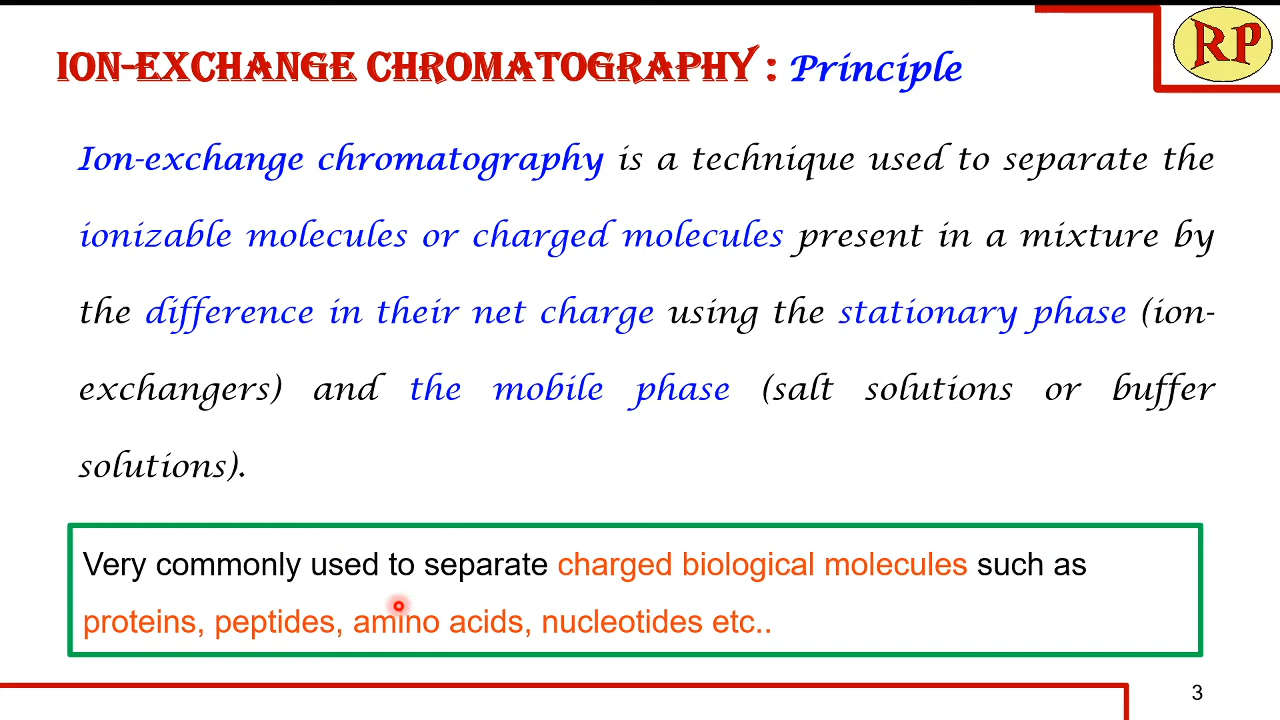 ION-EXCHANGE CHROMATOGRAPHY : Principle
RP
Ion-exchange chromatography is a technique used to separate the
ionizable molecules or charged molecules present in a mixture by
the difference in their net charge using the stationary phase (ion-
exchangers) and the mobile phase (salt solutions or buffer
solutions).
Very commonly used to separate charged biological molecules such as
proteins, peptides, amino acids, nucleotides etc..
3